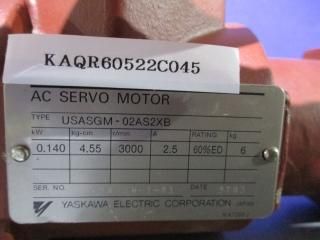 KAQR60522C045
AC SERVO MOTOR
TYPE USASGM-02AS2XB
kW kg-cm r/min A RATING kg
0.140 4.55 3000 2.5 60%ED 6
SER. NO. DATE
YASKAWA ELECTRIC CORPORATION JAPAN